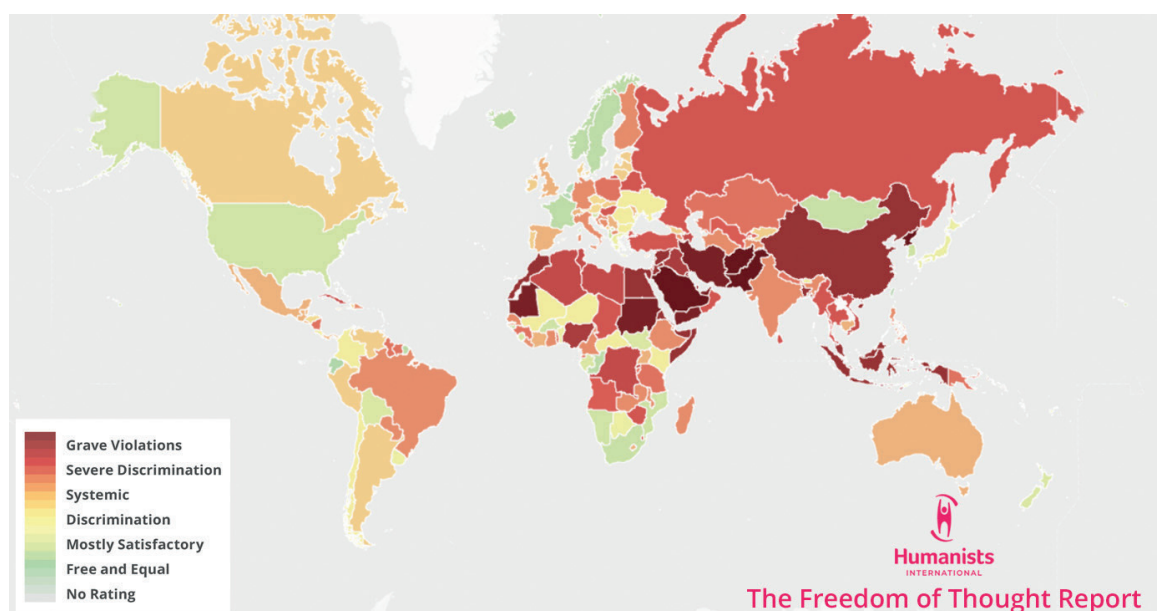 Grave Violations
Severe Discrimination
Systemic
Discrimination
Mostly Satisfactory
Free and Equal
No Rating
Humanists
INTERNATIONAL
The Freedom of Thought Report